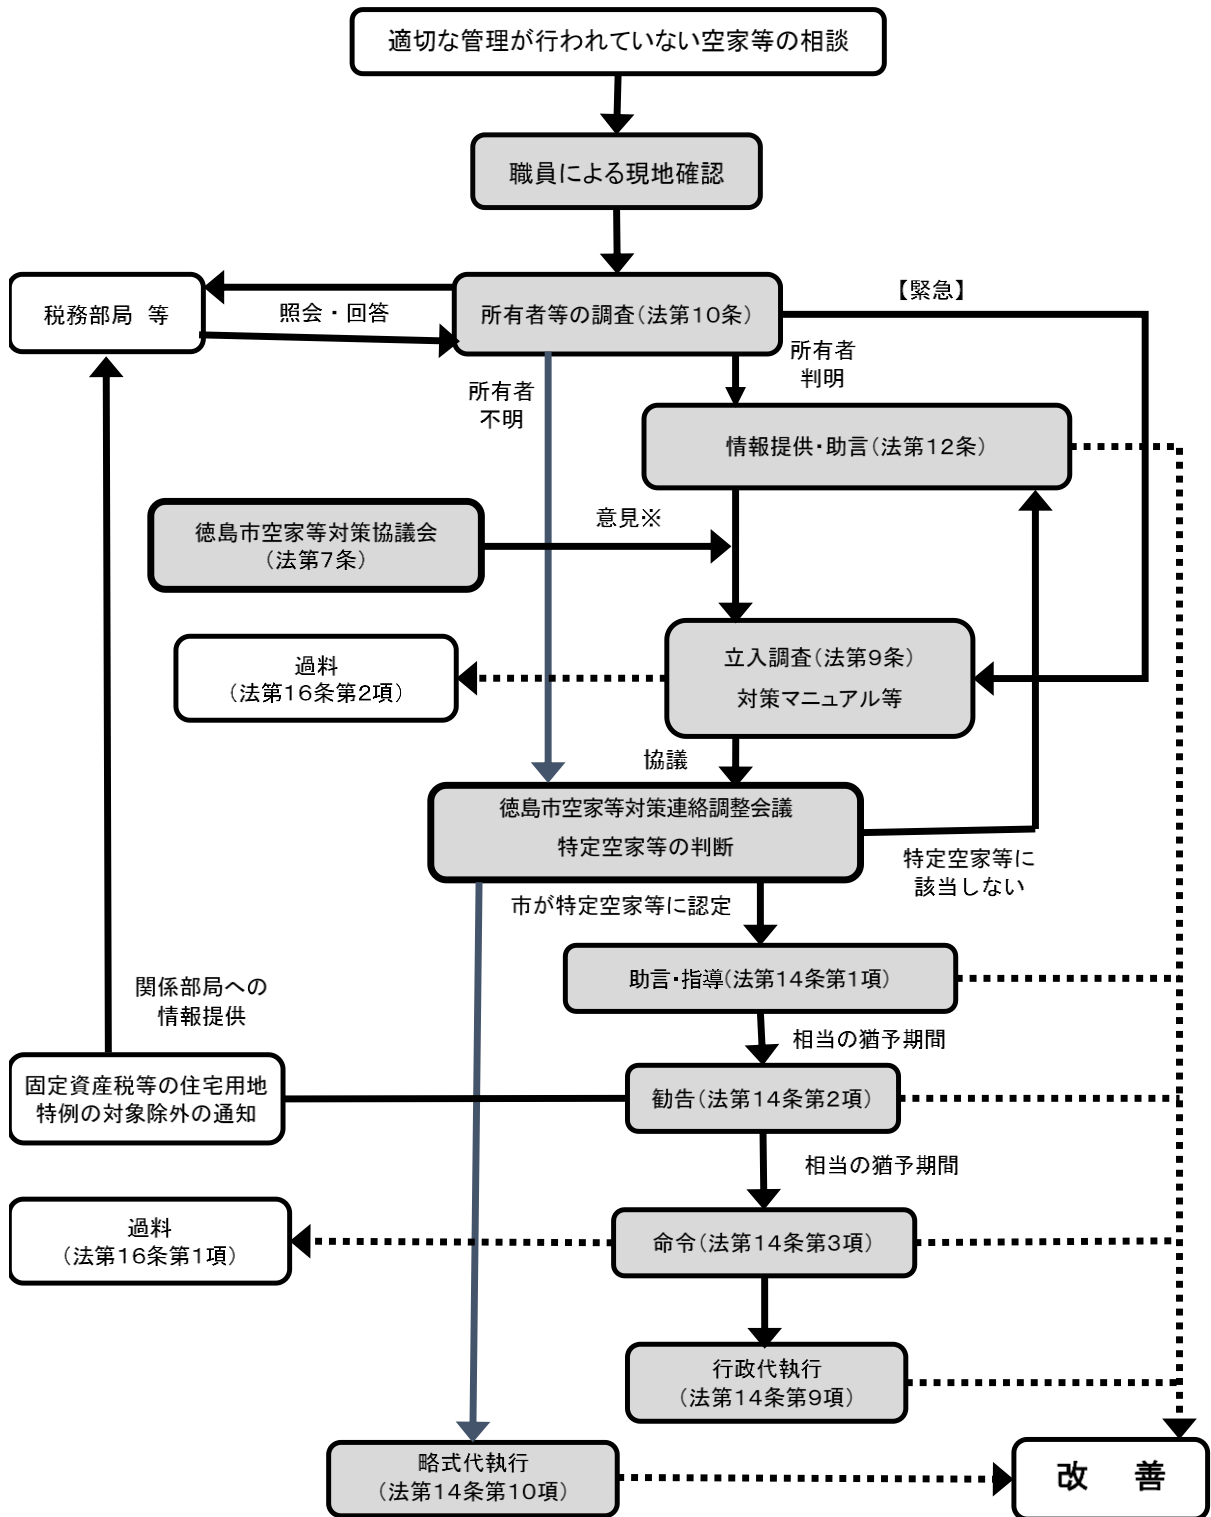 適切な管理が行われていない空家等の相談
職員による現地確認
【緊急】
税務部局 等
照会・回答
所有者等の調査(法第10条)
所有者
判明
所有者
不明
情報提供・助言(法第12条)
意見※
徳島市空家等対策協議会
(法第7条)
立入調査(法第9条)
対策マニュアル等
過料
(法第16条第2項)
協議
徳島市空家等対策連絡調整会議
特定空家等の判断
特定空家等に
該当しない
市が特定空家等に認定
助言・指導(法第14条第1項)
関係部局への
情報提供
相当の猶予期間
固定資産税等の住宅用地
特例の対象除外の通知
勧告(法第14条第2項)
相当の猶予期間
過料
(法第16条第1項)
命令(法第14条第3項)
行政代執行
(法第14条第9項)
略式代執行
(法第14条第10項)
改 善